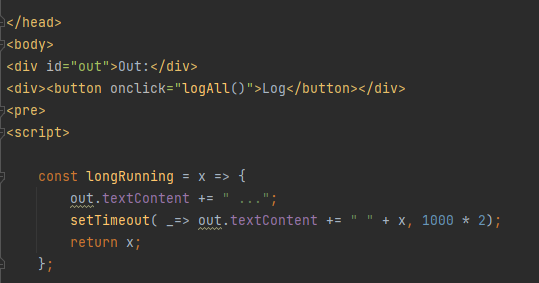 </head>
<body>
<div id="out">Out:</div>
<div><button onclick="logAll()">Log</button></div>
<pre>
<script>
const longRunning = x => {
out.textContent += " ...";
setTimeout( _=> out.textContent += " " + x, 1000 * 2);
return x;
};